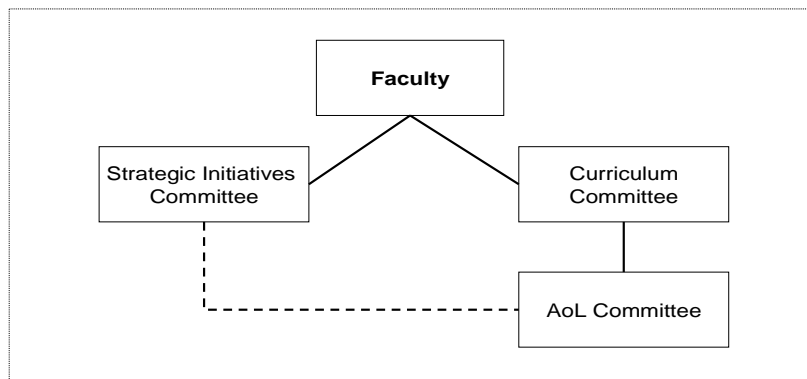 Faculty
Strategic Initiatives
Committee
Curriculum
Committee
AoL Committee